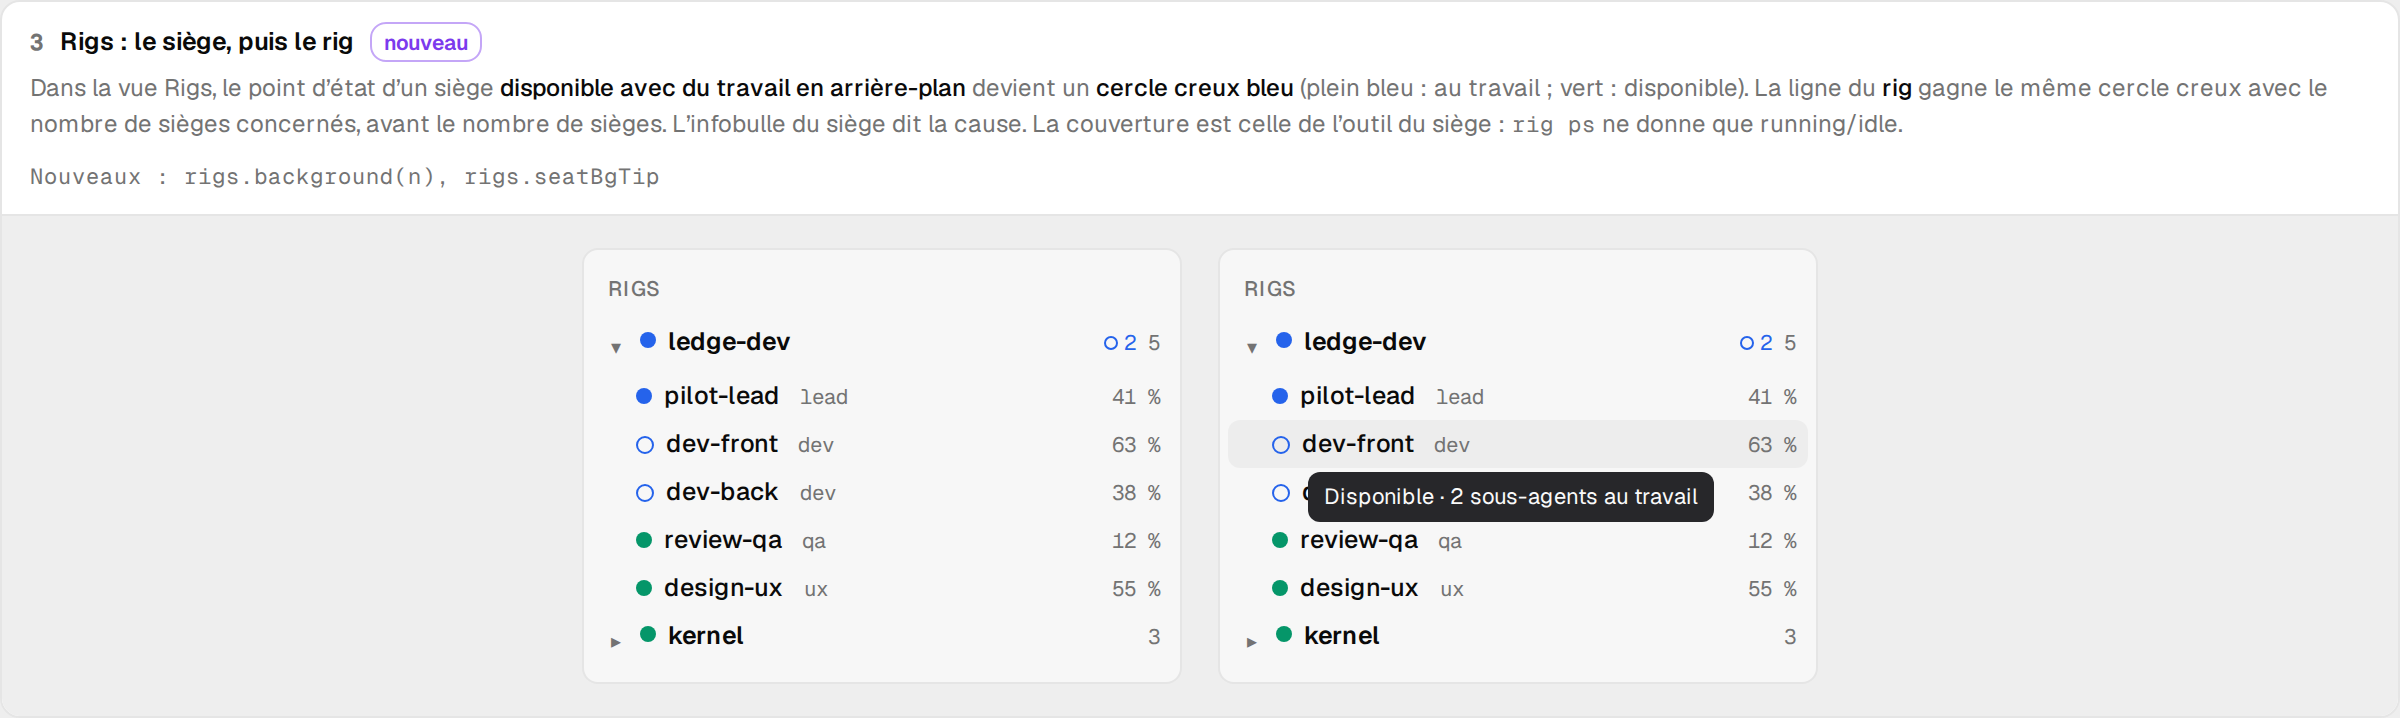 3 Rigs : le siège, puis le rig nouveau
Dans la vue Rigs, le point d’état d’un siège disponible avec du travail en arrière-plan devient un cercle creux bleu (plein bleu : au travail ; vert : disponible). La ligne du rig gagne le même cercle creux avec le
nombre de sièges concernés, avant le nombre de sièges. L’infobulle du siège dit la cause. La couverture est celle de l’outil du siège : rig ps ne donne que running/idle.
Nouveaux : rigs.background(n), rigs.seatBgTip
RIGS
ledge-dev 2 5
pilot-lead lead 41 %
dev-front dev 63 %
dev-back dev 38 %
review-qa qa 12 %
design-ux ux 55 %
kernel 3
RIGS
ledge-dev 2 5
pilot-lead lead 41 %
dev-front dev 63 %
Disponible · 2 sous-agents au travail 38 %
review-qa qa 12 %
design-ux ux 55 %
kernel 3